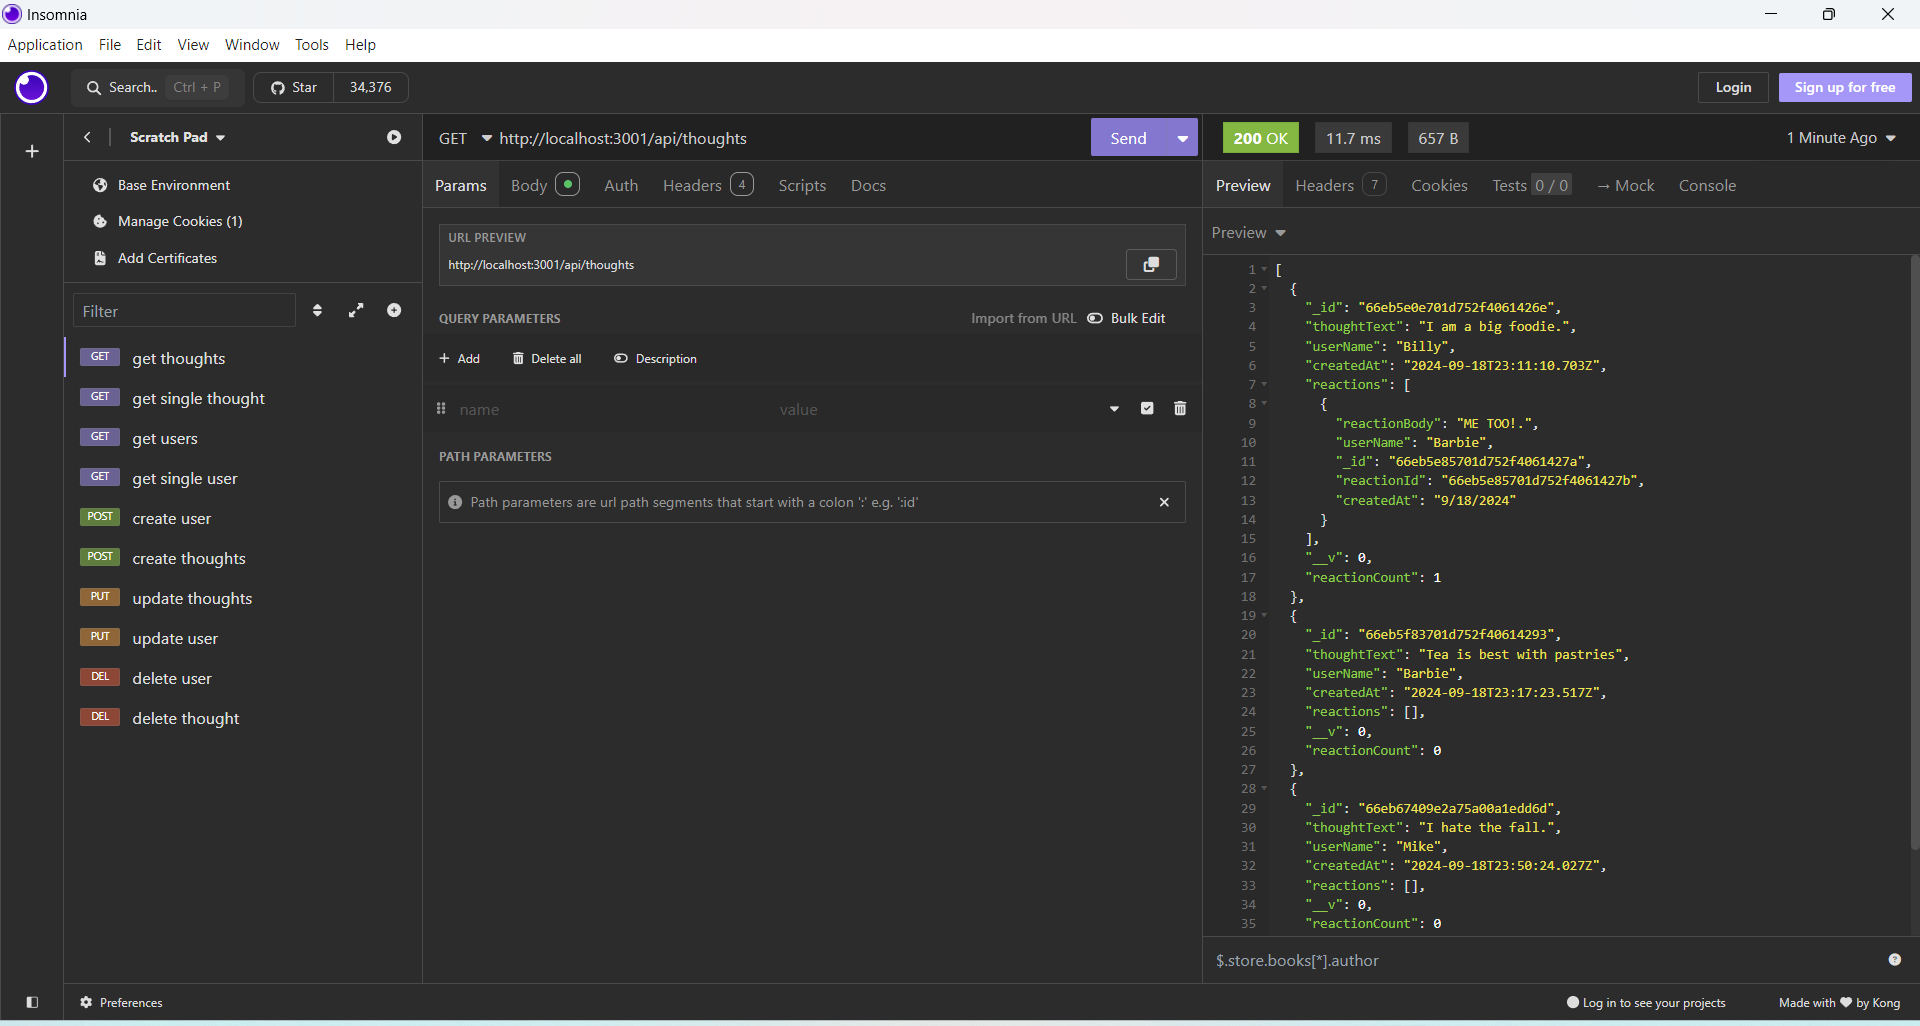 Insomnia
Application File Edit View Window Tools Help
Search.. Ctrl + P Star 34,376 Login Sign up for free
Scratch Pad
Base Environment
Manage Cookies (1)
Add Certificates
Filter
GET get thoughts
GET get single thought
GET get users
GET get single user
POST create user
POST create thoughts
PUT update thoughts
PUT update user
DEL delete user
DEL delete thought
GET http://localhost:3001/api/thoughts Send
Params Body Auth Headers 4 Scripts Docs
URL PREVIEW
http://localhost:3001/api/thoughts
QUERY PARAMETERS Import from URL Bulk Edit
+ Add Delete all Description
name value
PATH PARAMETERS
Path parameters are url path segments that start with a colon ':' e.g. ':id'
200 OK 11.7 ms 657 B 1 Minute Ago
Preview Headers 7 Cookies Tests 0 / 0 → Mock Console
Preview
1 [
2 {
3 "_id": "66eb5e0e701d752f4061426e",
4 "thoughtText": "I am a big foodie.",
5 "userName": "Billy",
6 "createdAt": "2024-09-18T23:11:10.703Z",
7 "reactions": [
8 {
9 "reactionBody": "ME TOO!.",
10 "userName": "Barbie",
11 "_id": "66eb5e85701d752f4061427a",
12 "reactionId": "66eb5e85701d752f4061427b",
13 "createdAt": "9/18/2024"
14 }
15 ],
16 "__v": 0,
17 "reactionCount": 1
18 },
19 {
20 "_id": "66eb5f83701d752f40614293",
21 "thoughtText": "Tea is best with pastries",
22 "userName": "Barbie",
23 "createdAt": "2024-09-18T23:17:23.517Z",
24 "reactions": [],
25 "__v": 0,
26 "reactionCount": 0
27 },
28 {
29 "_id": "66eb67409e2a75a00a1edd6d",
30 "thoughtText": "I hate the fall.",
31 "userName": "Mike",
32 "createdAt": "2024-09-18T23:50:24.027Z",
33 "reactions": [],
34 "__v": 0,
35 "reactionCount": 0
$.store.books[*].author
Preferences Log in to see your projects Made with ♥ by Kong